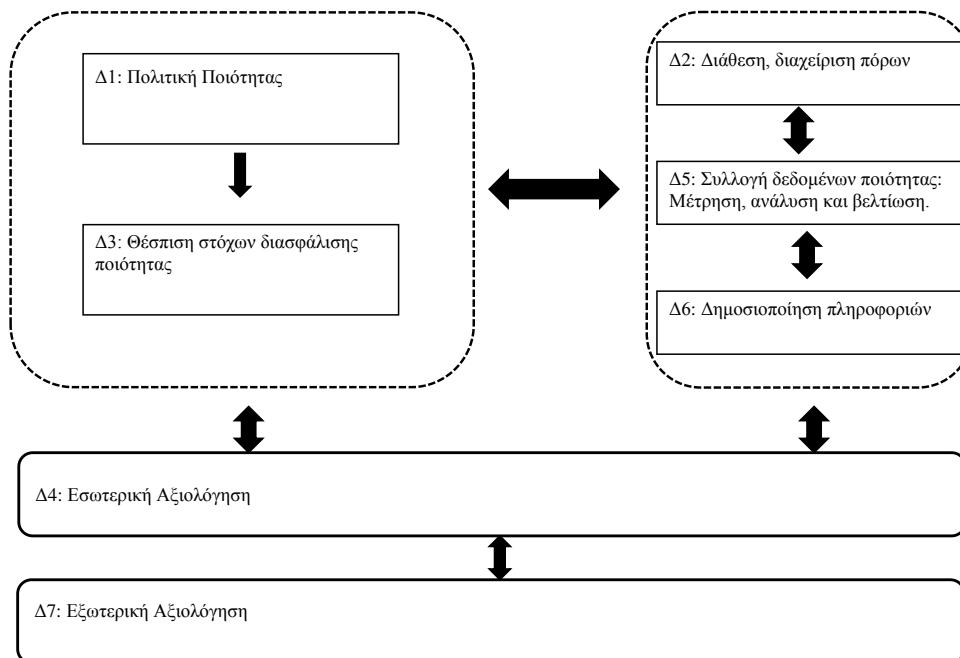 Δ1: Πολιτική Ποιότητας
Δ3: Θέσπιση στόχων διασφάλισης
ποιότητας
Δ2: Διάθεση, διαχείριση πόρων
Δ5: Συλλογή δεδομένων ποιότητας:
Μέτρηση, ανάλυση και βελτίωση.
Δ6: Δημοσιοποίηση πληροφοριών
Δ4: Εσωτερική Αξιολόγηση
Δ7: Εξωτερική Αξιολόγηση